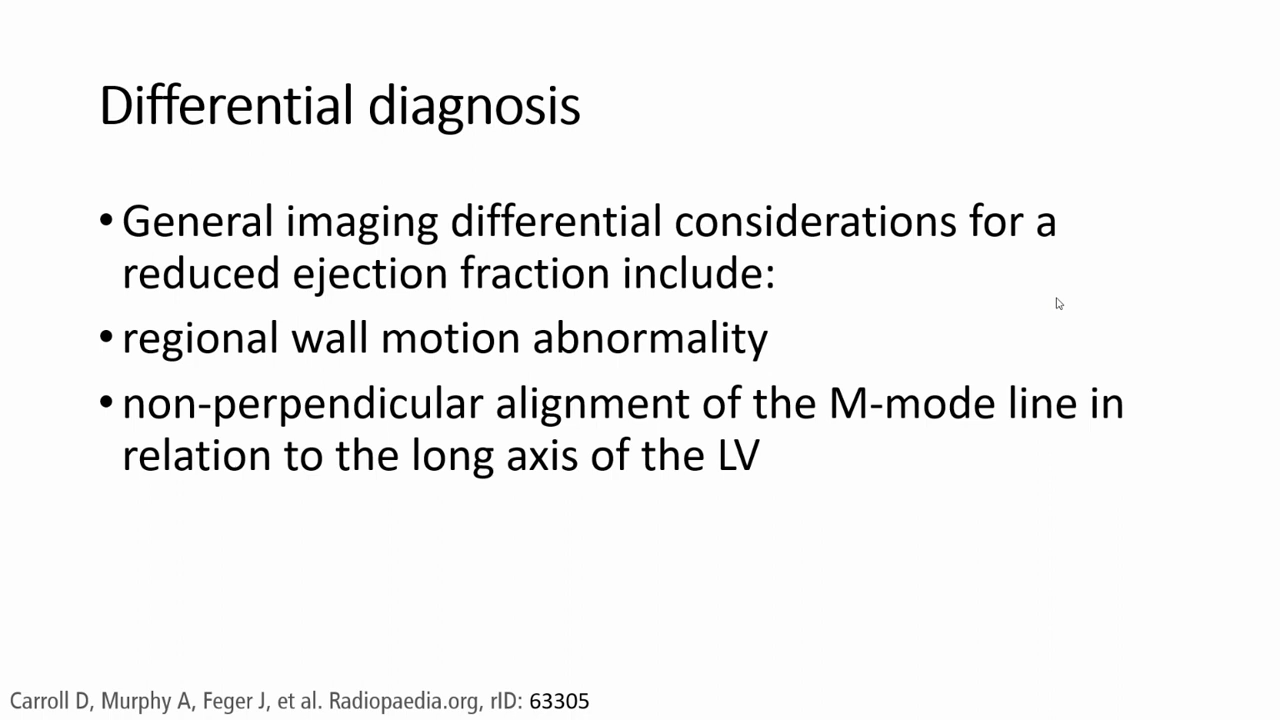 Differential diagnosis
• General imaging differential considerations for a
reduced ejection fraction include:
• regional wall motion abnormality
• non-perpendicular alignment of the M-mode line in
relation to the long axis of the LV
Carroll D, Murphy A, Feger J, et al. Radiopaedia.org, rID: 63305